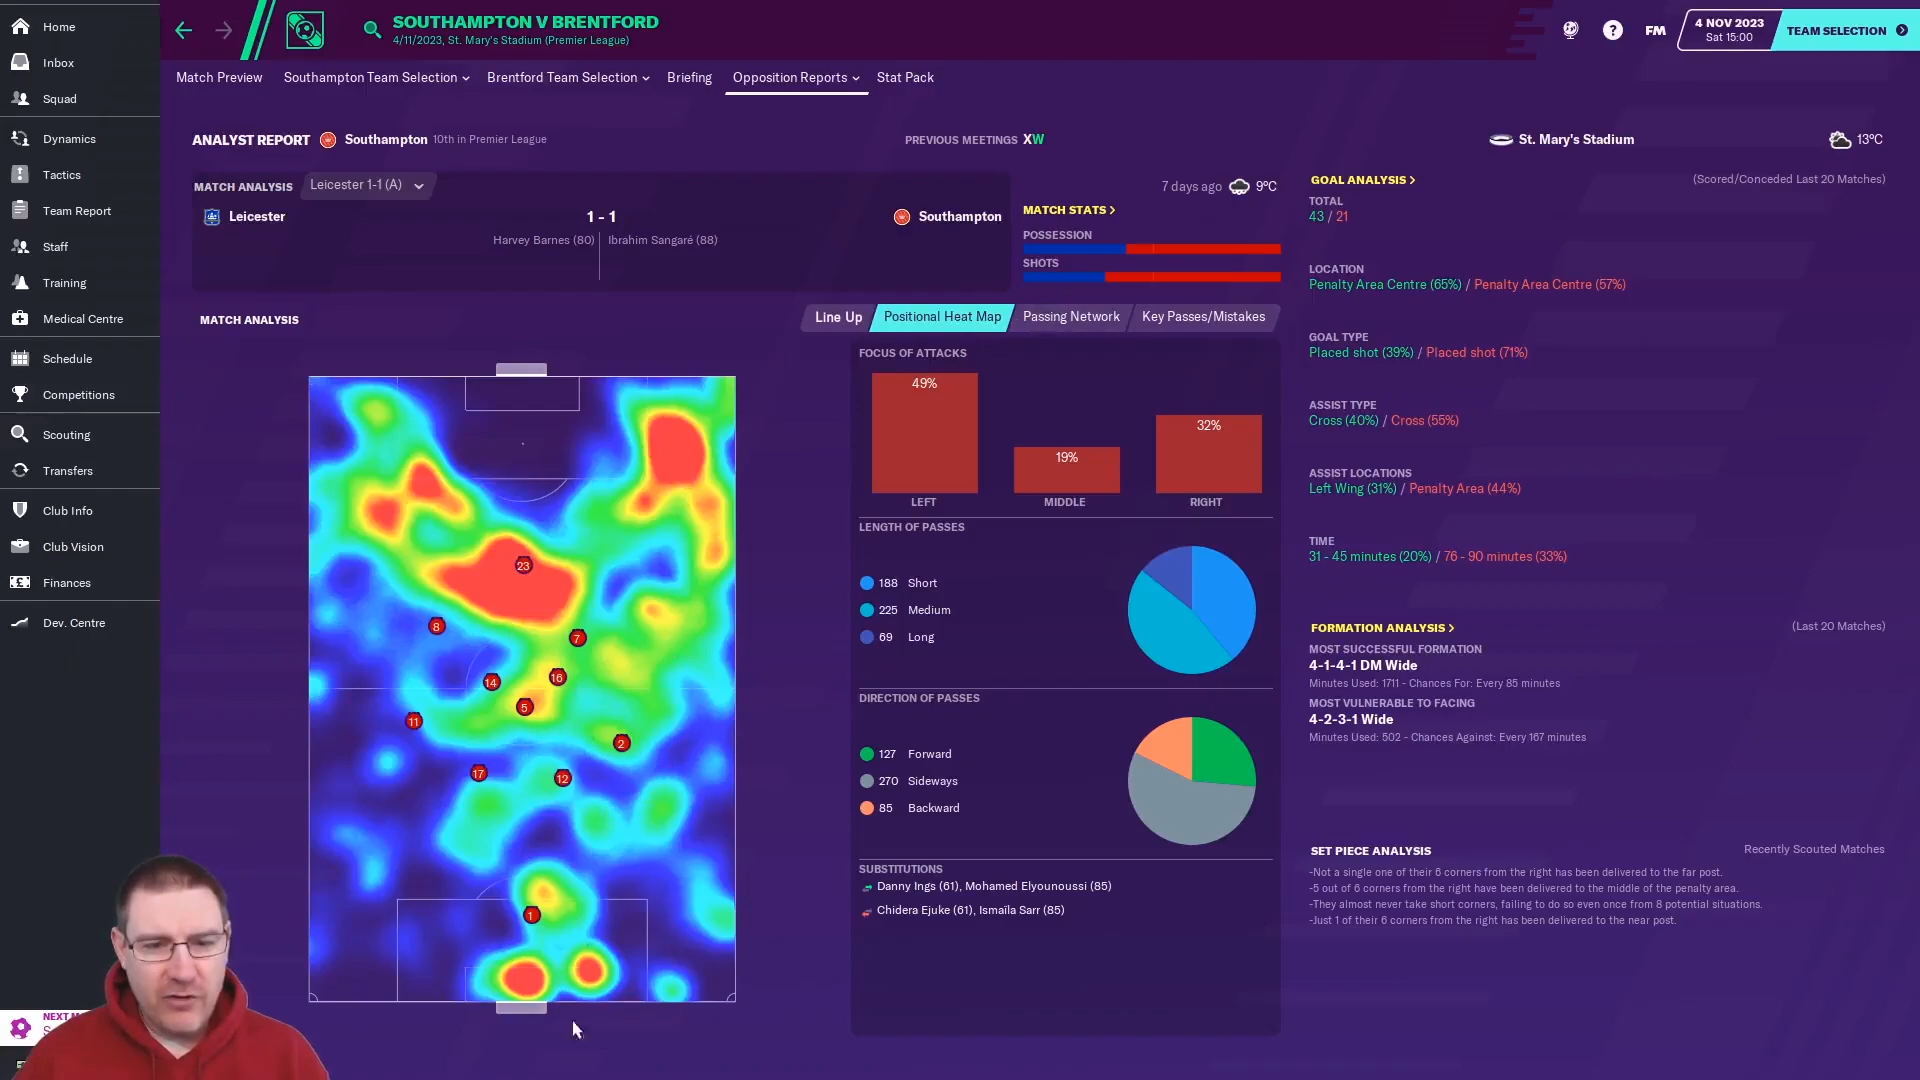 Home
Inbox
Squad
Dynamics
Tactics
Team Report
Staff
Training
Medical Centre
Schedule
Competitions
Scouting
Transfers
Club Info
Club Vision
Finances
Dev. Centre
NEXT
SOUTHAMPTON V BRENTFORD
4/11/2023, St. Mary's Stadium (Premier League)
?
FM
4 NOV 2023
Sat 15:00
TEAM SELECTION
Match Preview Southampton Team Selection Brentford Team Selection Briefing Opposition Reports Stat Pack
ANALYST REPORT Southampton 10th in Premier League
PREVIOUS MEETINGS XW
St. Mary's Stadium 13ºC
MATCH ANALYSIS Leicester 1-1 (A)
7 days ago 9ºC
Leicester 1 - 1 Southampton
Harvey Barnes (80) Ibrahim Sangaré (88)
MATCH STATS >
POSSESSION
SHOTS
MATCH ANALYSIS
Line Up Positional Heat Map Passing Network Key Passes/Mistakes
23
8
7
14
16
5
11
2
17
12
1
FOCUS OF ATTACKS
49%
19%
32%
LEFT MIDDLE RIGHT
LENGTH OF PASSES
188 Short
225 Medium
69 Long
DIRECTION OF PASSES
127 Forward
270 Sideways
85 Backward
SUBSTITUTIONS
Danny Ings (61), Mohamed Elyounoussi (85)
Chidera Ejuke (61), Ismaïla Sarr (85)
GOAL ANALYSIS > (Scored/Conceded Last 20 Matches)
TOTAL
43 / 21
LOCATION
Penalty Area Centre (65%) / Penalty Area Centre (57%)
GOAL TYPE
Placed shot (39%) / Placed shot (71%)
ASSIST TYPE
Cross (40%) / Cross (55%)
ASSIST LOCATIONS
Left Wing (31%) / Penalty Area (44%)
TIME
31 - 45 minutes (20%) / 76 - 90 minutes (33%)
FORMATION ANALYSIS > (Last 20 Matches)
MOST SUCCESSFUL FORMATION
4-1-4-1 DM Wide
Minutes Used: 1711 - Chances For: Every 85 minutes
MOST VULNERABLE TO FACING
4-2-3-1 Wide
Minutes Used: 502 - Chances Against: Every 167 minutes
SET PIECE ANALYSIS Recently Scouted Matches
-Not a single one of their 6 corners from the right has been delivered to the far post.
-5 out of 6 corners from the right have been delivered to the middle of the penalty area.
-They almost never take short corners, failing to do so even once from 8 potential situations.
-Just 1 of their 6 corners from the right has been delivered to the near post.